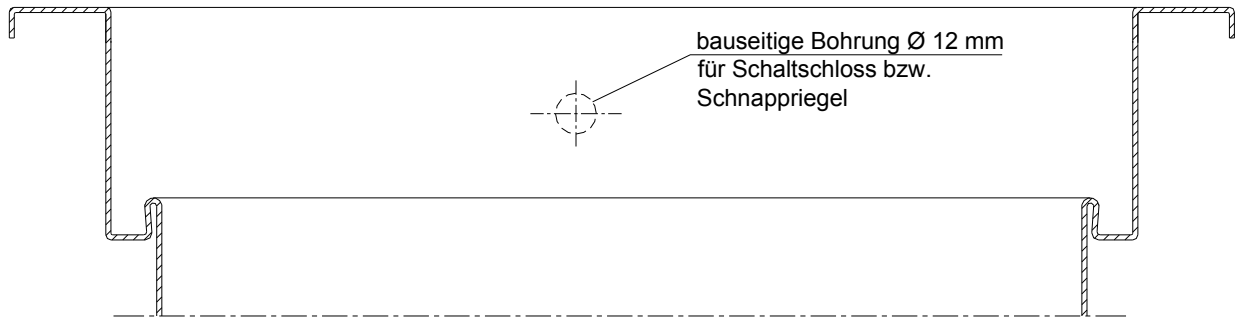 bauseitige Bohrung Ø 12 mm
für Schaltschloss bzw.
Schnappriegel